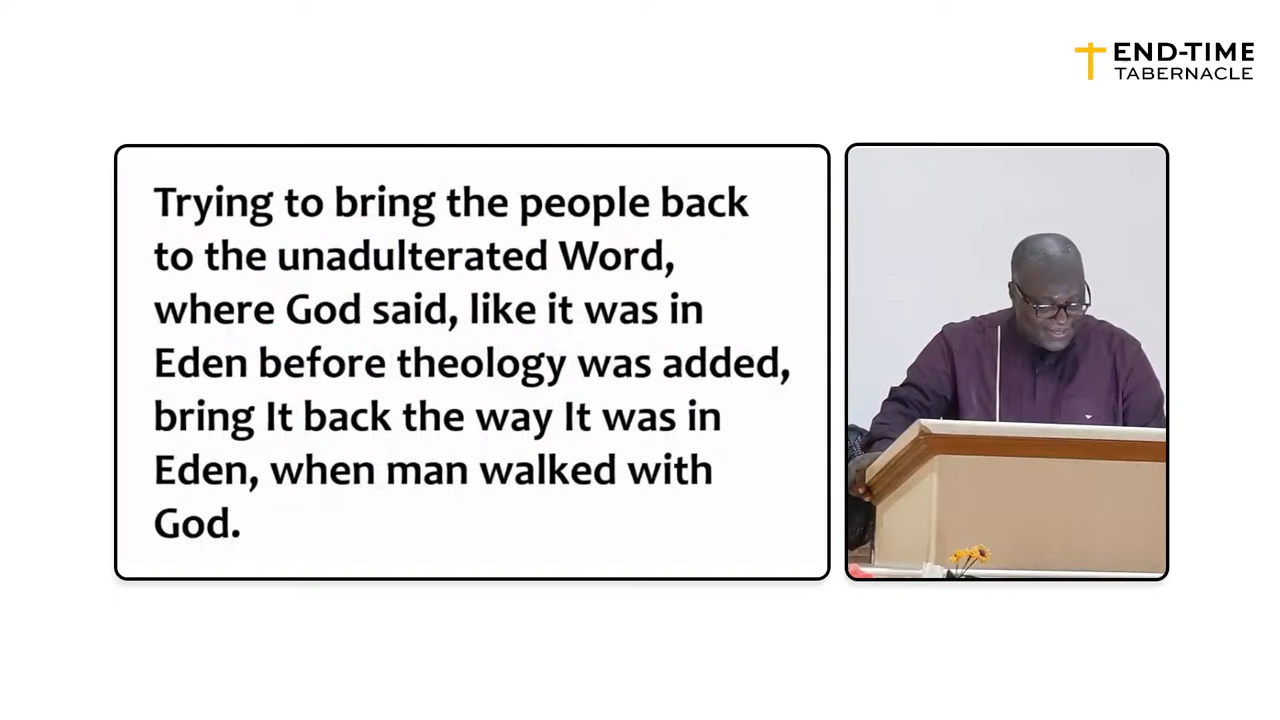 END-TIME
TABERNACLE
Trying to bring the people back
to the unadulterated Word,
where God said, like it was in
Eden before theology was added,
bring It back the way It was in
Eden, when man walked with
God.